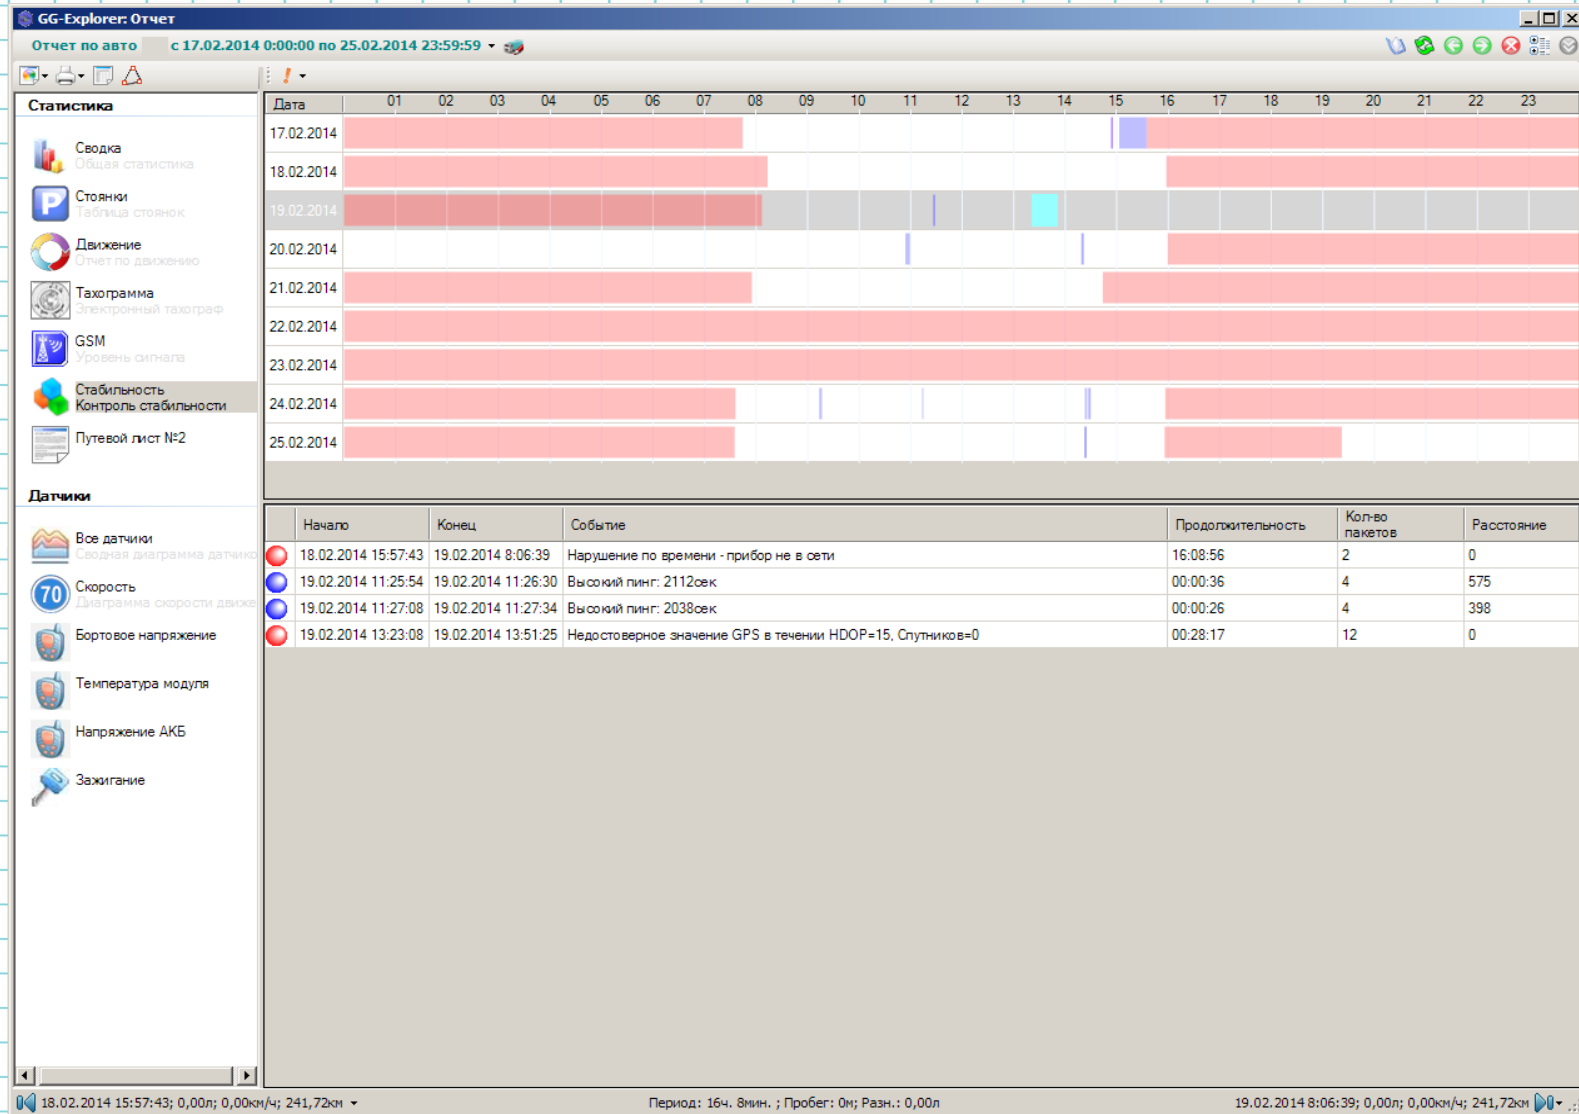 GG-Explorer: Отчет
Отчет по авто с 17.02.2014 0:00:00 по 25.02.2014 23:59:59
Статистика
Сводка
Общая статистика
Стоянки
Таблица стоянок
Движение
Отчет по движению
Тахограмма
Электронный тахограф
GSM
Уровень сигнала
Стабильность
Контроль стабильности
Путевой лист №2
Датчики
Все датчики
Сводная диаграмма датчико
70
Скорость
Диаграмма скорости движе
Бортовое напряжение
Температура модуля
Напряжение АКБ
Зажигание
Дата 01 02 03 04 05 06 07 08 09 10 11 12 13 14 15 16 17 18 19 20 21 22 23
17.02.2014
18.02.2014
19.02.2014
20.02.2014
21.02.2014
22.02.2014
23.02.2014
24.02.2014
25.02.2014
Начало Конец Событие Продолжительность Кол-во пакетов Расстояние
18.02.2014 15:57:43 19.02.2014 8:06:39 Нарушение по времени - прибор не в сети 16:08:56 2 0
19.02.2014 11:25:54 19.02.2014 11:26:30 Высокий пинг: 2112сек 00:00:36 4 575
19.02.2014 11:27:08 19.02.2014 11:27:34 Высокий пинг: 2038сек 00:00:26 4 398
19.02.2014 13:23:08 19.02.2014 13:51:25 Недостоверное значение GPS в течении HDOP=15, Спутников=0 00:28:17 12 0
18.02.2014 15:57:43; 0,00л; 0,00км/ч; 241,72км
Период: 16ч. 8мин. ; Пробег: 0м; Разн.: 0,00л
19.02.2014 8:06:39; 0,00л; 0,00км/ч; 241,72км